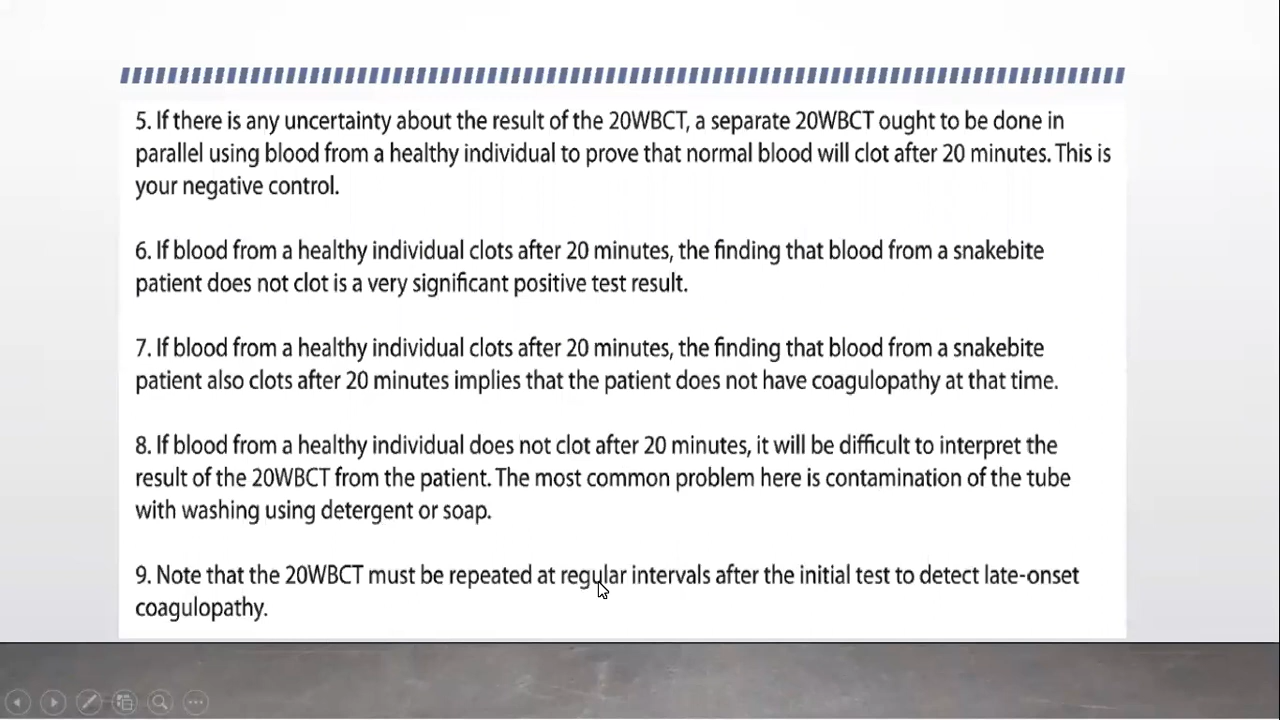 5. If there is any uncertainty about the result of the 20WBCT, a separate 20WBCT ought to be done in
parallel using blood from a healthy individual to prove that normal blood will clot after 20 minutes. This is
your negative control.
6. If blood from a healthy individual clots after 20 minutes, the finding that blood from a snakebite
patient does not clot is a very significant positive test result.
7. If blood from a healthy individual clots after 20 minutes, the finding that blood from a snakebite
patient also clots after 20 minutes implies that the patient does not have coagulopathy at that time.
8. If blood from a healthy individual does not clot after 20 minutes, it will be difficult to interpret the
result of the 20WBCT from the patient. The most common problem here is contamination of the tube
with washing using detergent or soap.
9. Note that the 20WBCT must be repeated at regular intervals after the initial test to detect late-onset
coagulopathy.